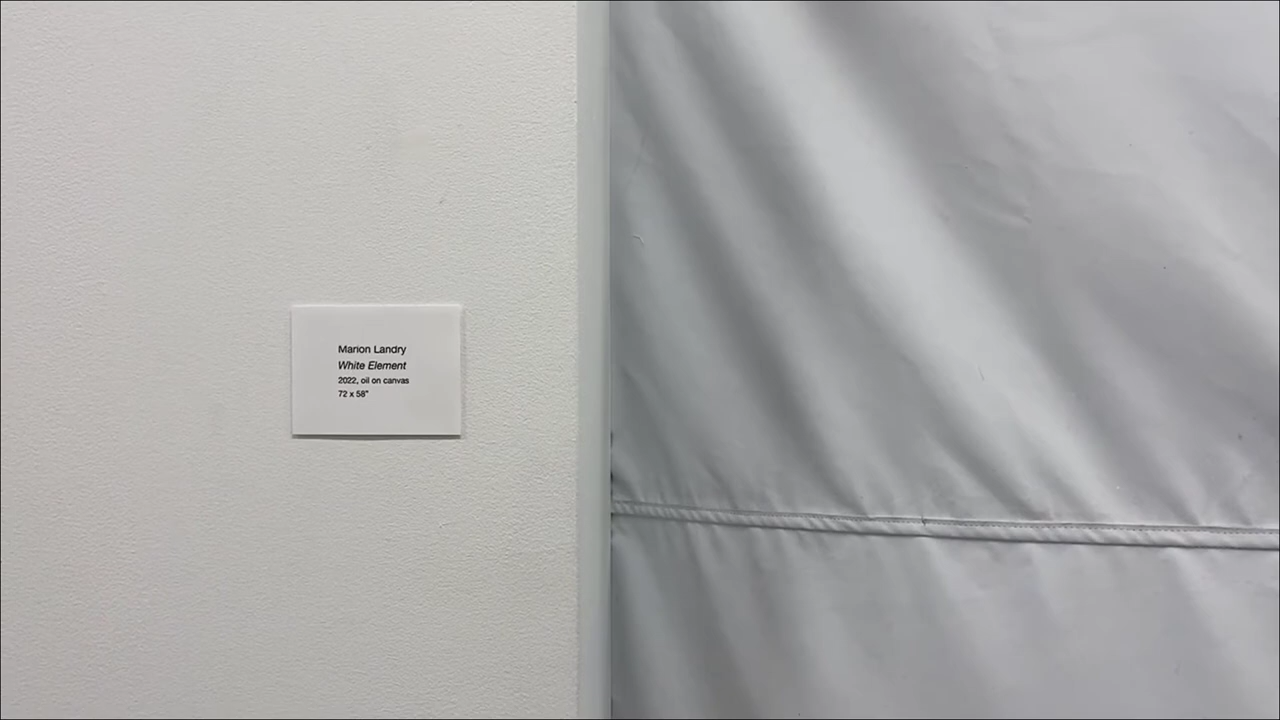 Marion Landry
White Element
2022, oil on canvas
72 x 58"